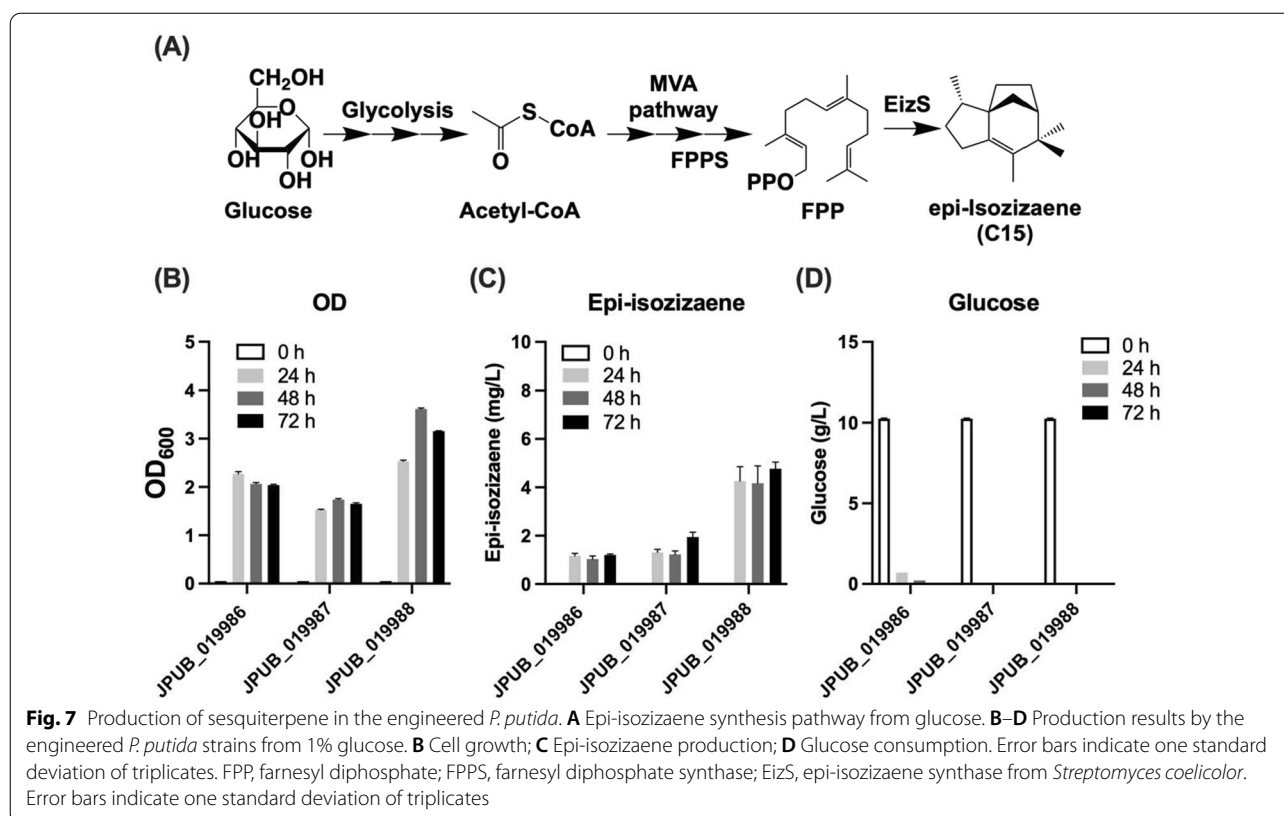 (A)
CH₂OH
O
OH
OH
OH
OH
Glucose
Glycolysis
S
CoA
O
Acetyl-CoA
MVA
pathway
FPPS
PPO
FPP
EizS
epi-Isozizaene
(C15)
(B)
OD
5
4
3
2
1
0
OD₆₀₀
0 h
24 h
48 h
72 h
JPUB_019986
JPUB_019987
JPUB_019988
(C)
Epi-isozizaene
10
8
6
4
2
0
Epi-isozizaene (mg/L)
0 h
24 h
48 h
72 h
JPUB_019986
JPUB_019987
JPUB_019988
(D)
Glucose
15
10
5
0
Glucose (g/L)
0 h
24 h
48 h
72 h
JPUB_019986
JPUB_019987
JPUB_019988
Fig. 7 Production of sesquiterpene in the engineered P. putida. A Epi-isozizaene synthesis pathway from glucose. B–D Production results by the
engineered P. putida strains from 1% glucose. B Cell growth; C Epi-isozizaene production; D Glucose consumption. Error bars indicate one standard
deviation of triplicates. FPP, farnesyl diphosphate; FPPS, farnesyl diphosphate synthase; EizS, epi-isozizaene synthase from Streptomyces coelicolor.
Error bars indicate one standard deviation of triplicates